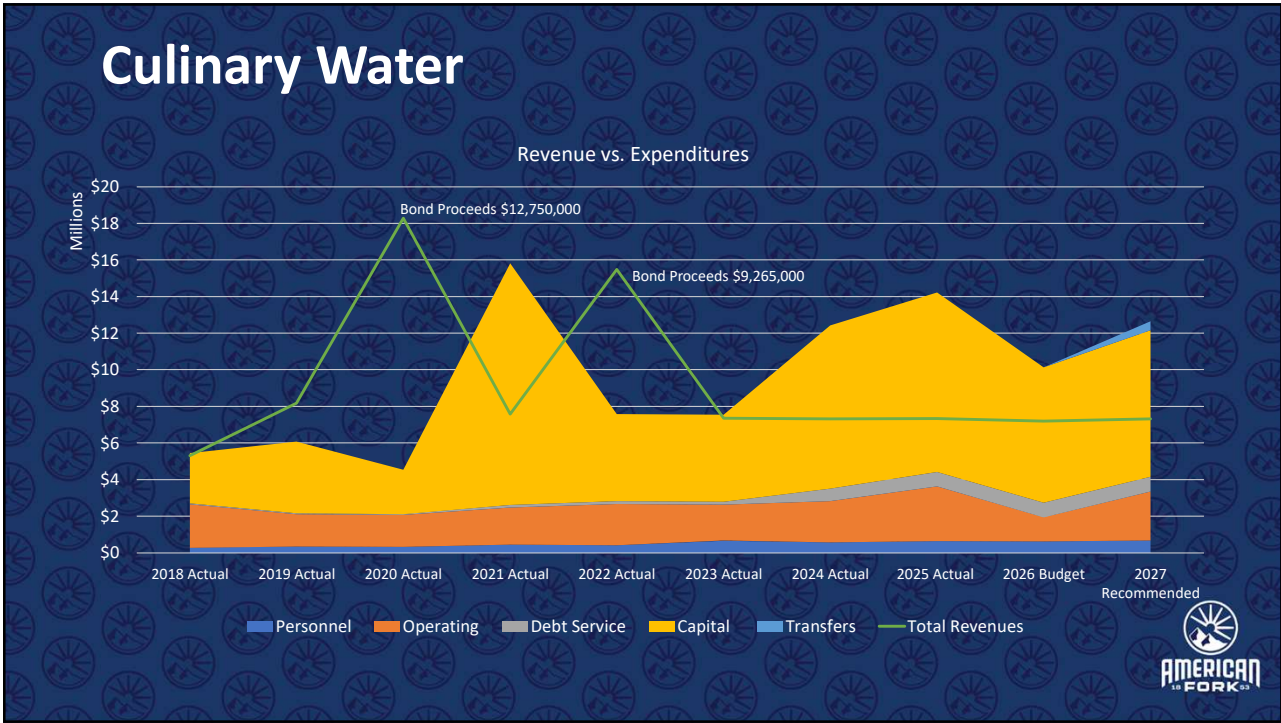 Culinary Water
Revenue vs. Expenditures
Millions
$20
$18
$16
$14
$12
$10
$8
$6
$4
$2
$0
Bond Proceeds $12,750,000
Bond Proceeds $9,265,000
2018 Actual
2019 Actual
2020 Actual
2021 Actual
2022 Actual
2023 Actual
2024 Actual
2025 Actual
2026 Budget
2027
Recommended
Personnel
Operating
Debt Service
Capital
Transfers
Total Revenues
AMERICAN
18 FORK 53